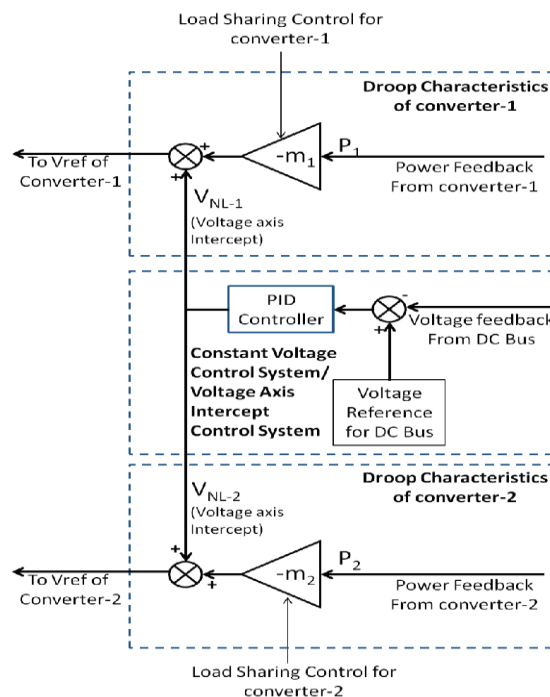 Load Sharing Control for
converter-1
Droop Characteristics
of converter-1
+
-m1
P1
To Vref of
Converter-1
+
Power Feedback
From converter-1
VNL-1
(Voltage axis
Intercept)
PID
Controller
-
+
Voltage feedback
From DC Bus
Constant Voltage
Control System/
Voltage Axis
Intercept
Control System
Voltage
Reference
for DC Bus
Droop Characteristics
of converter-2
VNL-2
(Voltage axis
Intercept)
+
-m2
P2
To Vref of
Converter-2
+
Power Feedback
From converter-2
Load Sharing Control for
converter-2